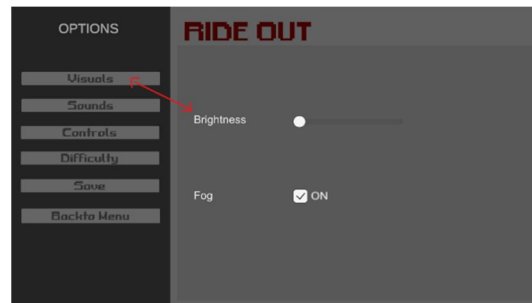 OPTIONS
RIDE OUT
Visuals
Sounds
Controls
Difficulty
Save
Backto Menu
Brightness
Fog
ON